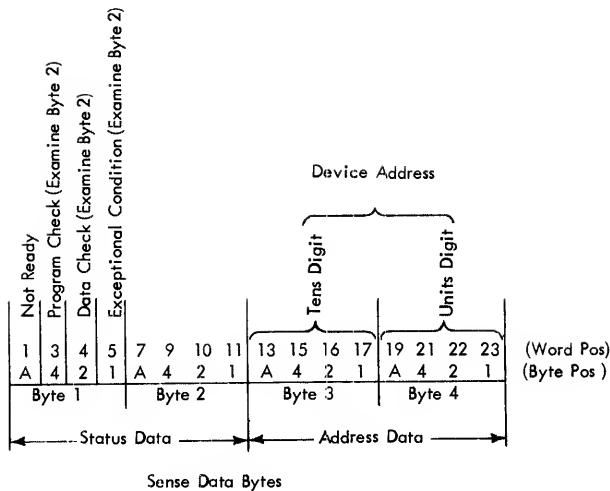 Not Ready
Program Check (Examine Byte 2)
Data Check (Examine Byte 2)
Exceptional Condition (Examine Byte 2)
Device Address
Tens Digit
Units Digit
1 3 4 5 7 9 10 11 13 15 16 17 19 21 22 23 (Word Pos)
A 4 2 1 A 4 2 1 A 4 2 1 A 4 2 1 (Byte Pos)
Byte 1 Byte 2 Byte 3 Byte 4
Status Data Address Data
Sense Data Bytes